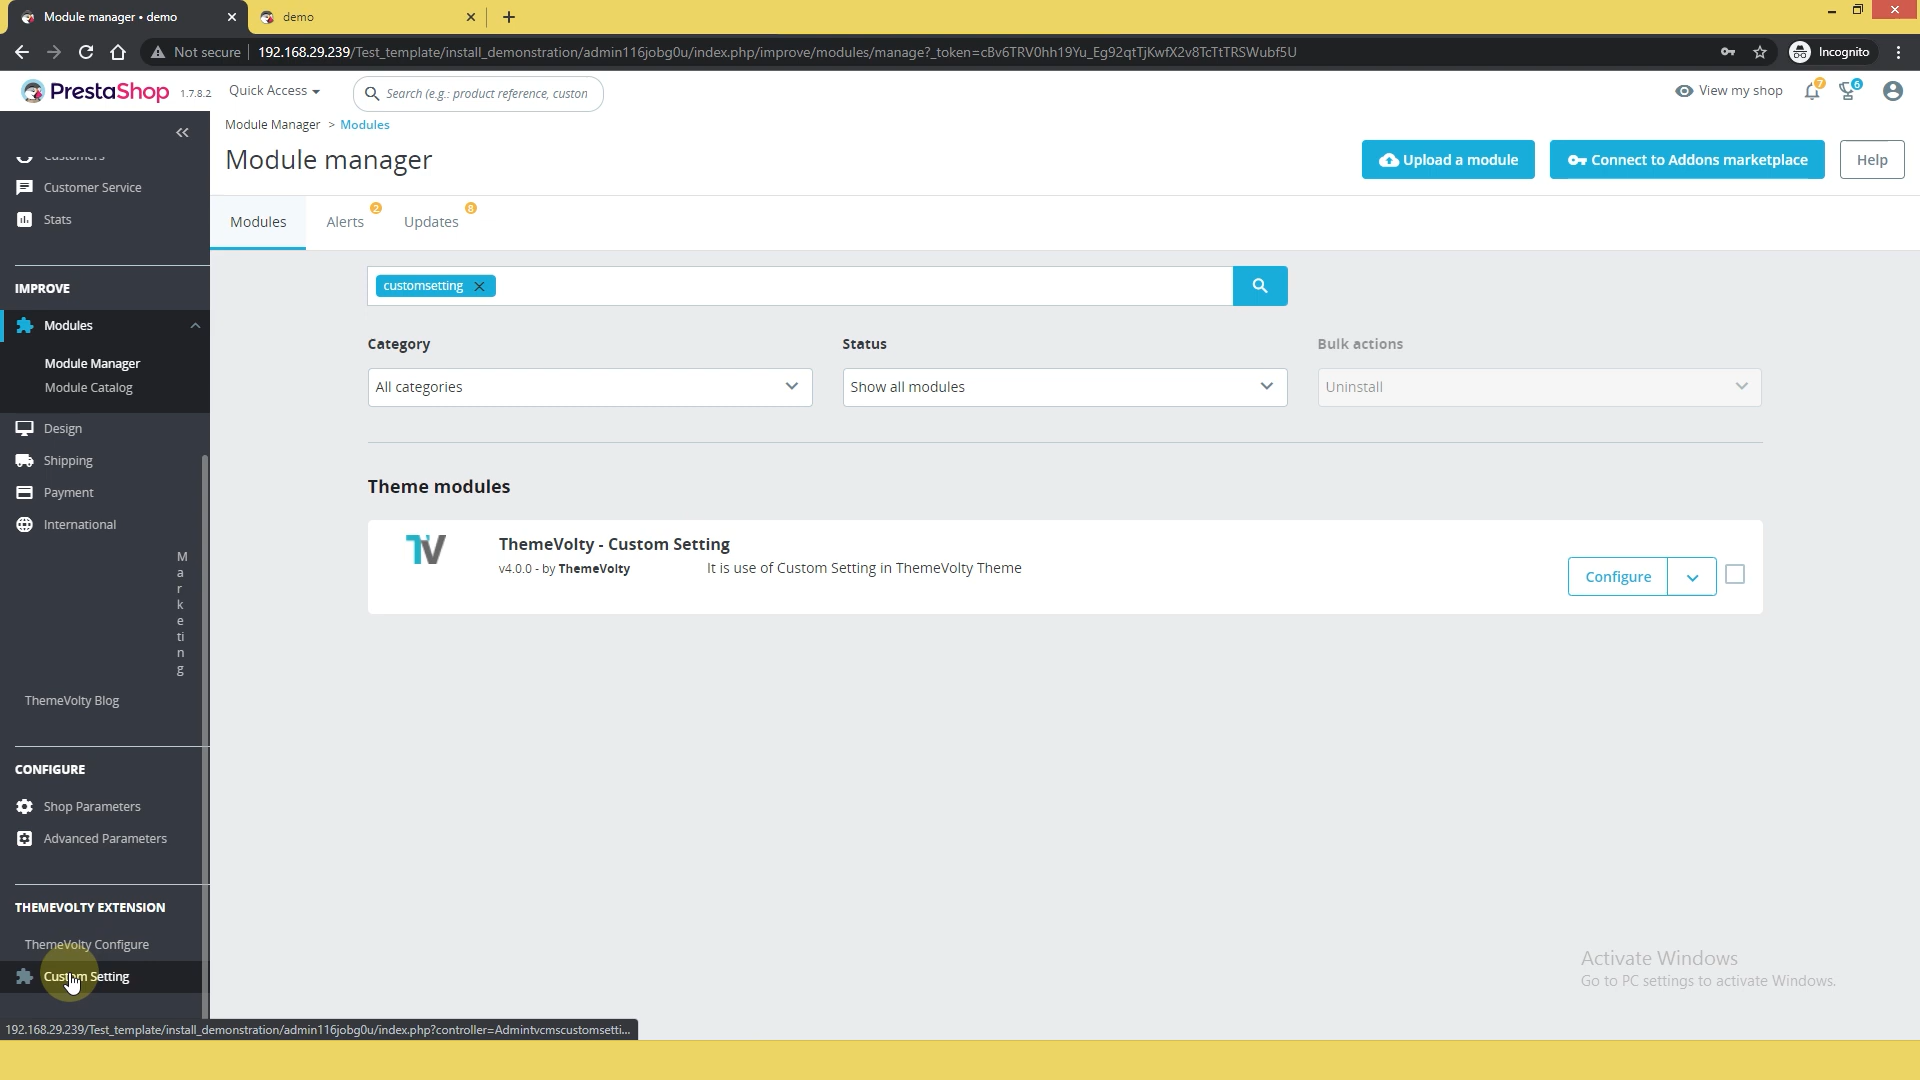 Module manager • demo
demo
Not secure
192.168.29.239/Test_template/install_demonstration/admin116jobg0u/index.php/improve/modules/manage?_token=cBv6TRV0hh19Yu_Eg92qtTjKwfX2v8TcTtTRSWubf5U
Incognito
PrestaShop 1.7.8.2
Quick Access
Search (e.g.: product reference, custon
View my shop
7
6
Module Manager > Modules
Module manager
Upload a module
Connect to Addons marketplace
Help
Modules
Alerts 2
Updates 8
Customers
Customer Service
Stats
IMPROVE
Modules
Module Manager
Module Catalog
Design
Shipping
Payment
International
Marketing
ThemeVolty Blog
CONFIGURE
Shop Parameters
Advanced Parameters
THEMEVOLTY EXTENSION
ThemeVolty Configure
Custom Setting
customsetting
Category
Status
Bulk actions
All categories
Show all modules
Uninstall
Theme modules
TV
ThemeVolty - Custom Setting
v4.0.0 - by ThemeVolty
It is use of Custom Setting in ThemeVolty Theme
Configure
Activate Windows
Go to PC settings to activate Windows.
192.168.29.239/Test_template/install_demonstration/admin116jobg0u/index.php?controller=Admintvcmscustomsetti...